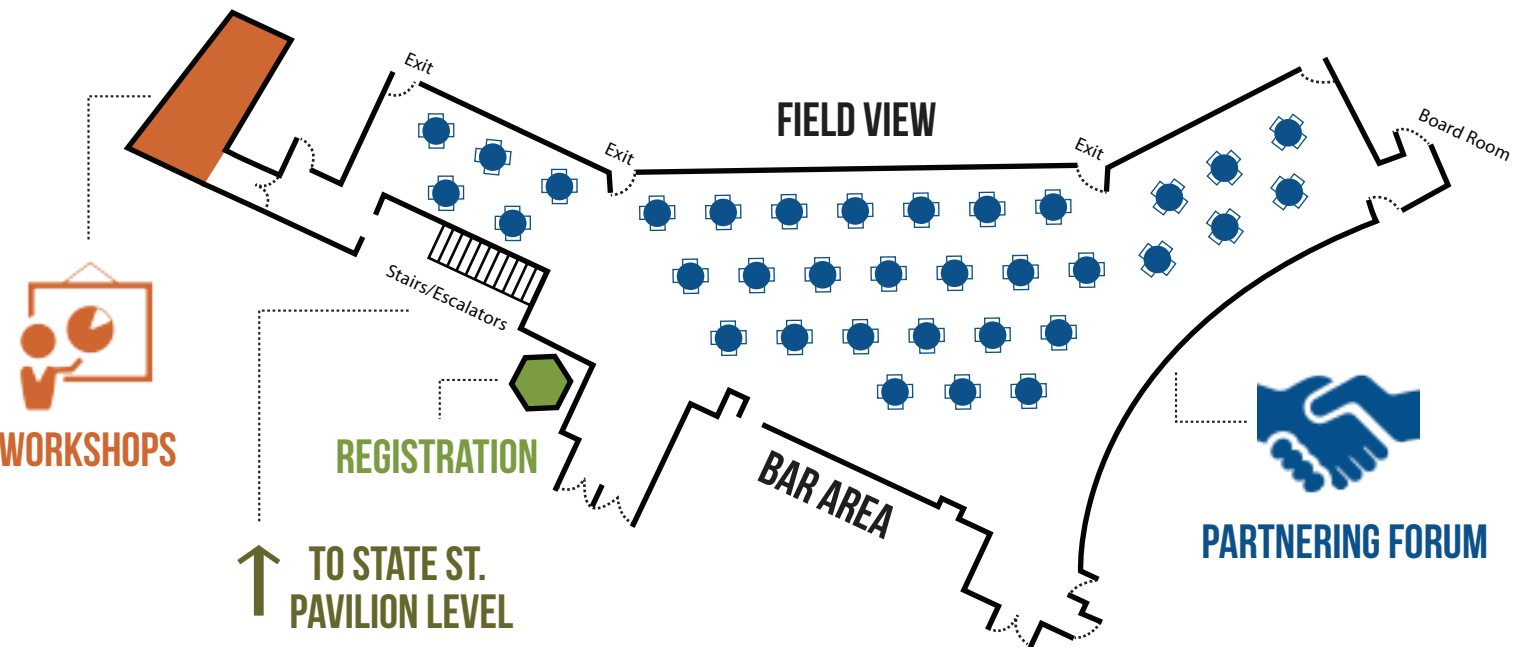 Exit
FIELD VIEW
Exit
Exit
Board Room
Stairs/Escalators
WORKSHOPS
REGISTRATION
BAR AREA
PARTNERING FORUM
TO STATE ST.
PAVILION LEVEL